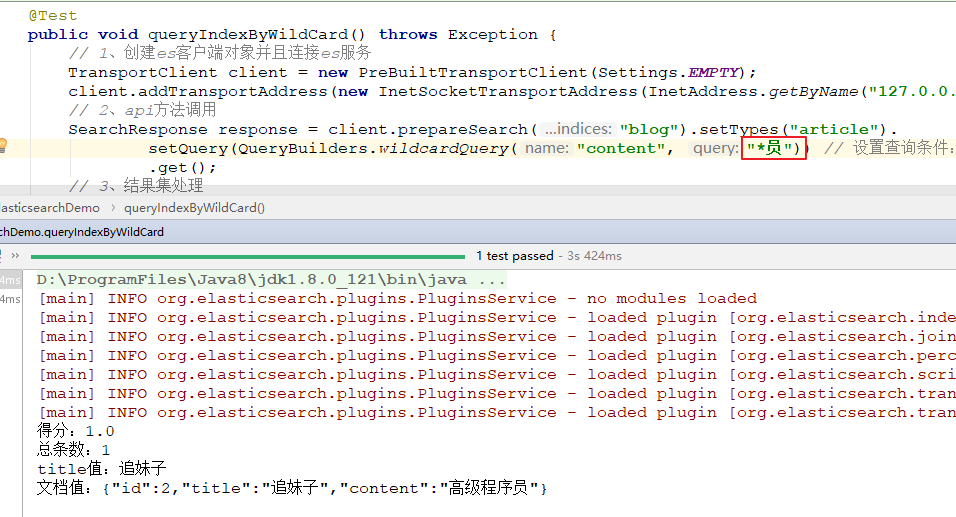 @Test
public void queryIndexByWildCard() throws Exception {
// 1、创建es客户端对象并且连接es服务
TransportClient client = new PreBuiltTransportClient(Settings.EMPTY);
client.addTransportAddress(new InetSocketTransportAddress(InetAddress.getByName("127.0.0.
// 2、api方法调用
SearchResponse response = client.prepareSearch( ...indices: "blog").setTypes("article").
setQuery(QueryBuilders.wildcardQuery( name: "content", query: "*员")) // 设置查询条件:
.get();
// 3、结果集处理
lasticsearchDemo › queryIndexByWildCard()
chDemo.queryIndexByWildCard
» 1 test passed - 3s 424ms
4ms D:\ProgramFiles\Java8\jdk1.8.0_121\bin\java ...
4ms [main] INFO org.elasticsearch.plugins.PluginsService - no modules loaded
[main] INFO org.elasticsearch.plugins.PluginsService - loaded plugin [org.elasticsearch.inde
[main] INFO org.elasticsearch.plugins.PluginsService - loaded plugin [org.elasticsearch.join
[main] INFO org.elasticsearch.plugins.PluginsService - loaded plugin [org.elasticsearch.perc
[main] INFO org.elasticsearch.plugins.PluginsService - loaded plugin [org.elasticsearch.scri
[main] INFO org.elasticsearch.plugins.PluginsService - loaded plugin [org.elasticsearch.tran
[main] INFO org.elasticsearch.plugins.PluginsService - loaded plugin [org.elasticsearch.tran
得分：1.0
总条数：1
title值：追妹子
文档值：{"id":2,"title":"追妹子","content":"高级程序员"}